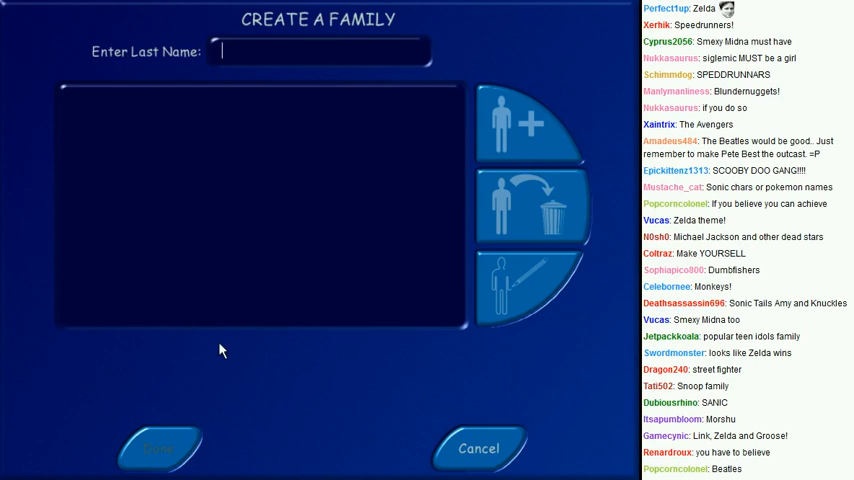 CREATE A FAMILY
Enter Last Name:
Done
Cancel
Perfect1up: Zelda
Xerhik: Speedrunners!
Cyprus2056: Smexy Midna must have
Nukkasaurus: siglemic MUST be a girl
Schimmdog: SPEDDRUNNARS
Manlymanliness: Blundernuggets!
Nukkasaurus: if you do so
Xaintrix: The Avengers
Amadeus484: The Beatles would be good.. Just
remember to make Pete Best the outcast. =P
Epickittenz1313: SCOOBY DOO GANG!!!!
Mustache_cat: Sonic chars or pokemon names
Popcorncolonel: If you believe you can achieve
Vucas: Zelda theme!
N0sh0: Michael Jackson and other dead stars
Coltraz: Make YOURSELL
Sophiapico800: Dumbfishers
Celebornee: Monkeys!
Deathsassassin696: Sonic Tails Amy and Knuckles
Vucas: Smexy Midna too
Jetpackkoala: popular teen idols family
Swordmonster: looks like Zelda wins
Dragon240: street fighter
Tati502: Snoop family
Dubiousrhino: SANIC
Itsapumbloom: Morshu
Gamecynic: Link, Zelda and Groose!
Renardroux: you have to believe
Popcorncolonel: Beatles